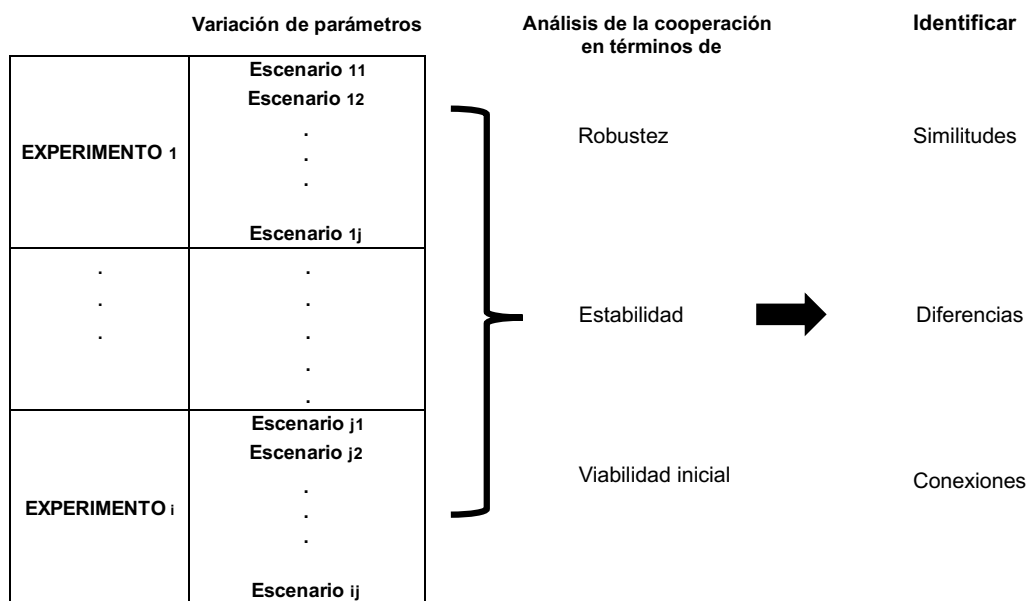 Variación de parámetros
Análisis de la cooperación
en términos de
Identificar
EXPERIMENTO 1
Escenario 11
Escenario 12
.
.
.
Escenario 1j
.
.
.
.
.
.
.
.
EXPERIMENTO i
Escenario j1
Escenario j2
.
.
.
Escenario ij
Robustez
Similitudes
Estabilidad
Diferencias
Viabilidad inicial
Conexiones